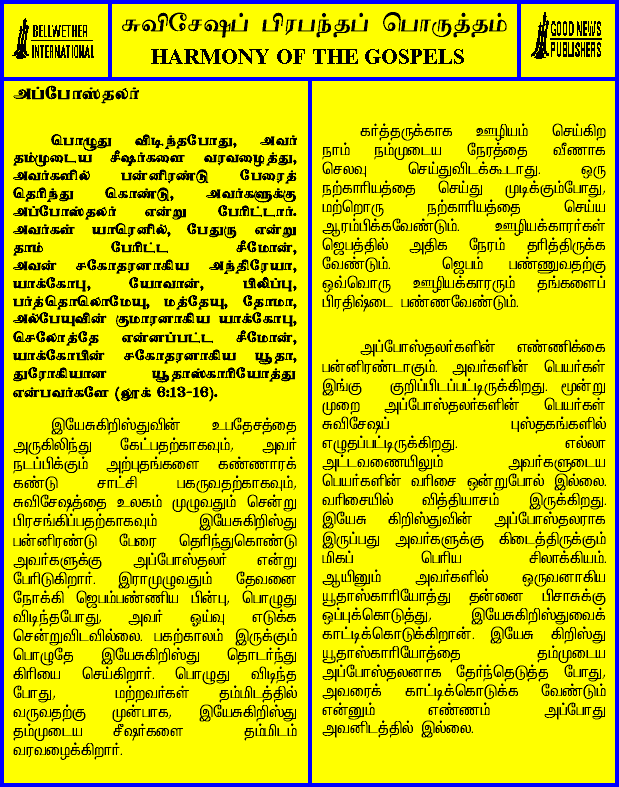 BELLWETHER
INTERNATIONAL
சுவிசேஷப் பிரபந்தப் பொருத்தம்
HARMONY OF THE GOSPELS
GOOD NEWS
PUBLISHERS
அப்போஸ்தலர்
பொழுது விடிந்தபோது, அவர்
தம்முடைய சீஷர்களை வரவழைத்து,
அவர்களில் பன்னிரண்டு பேரைத்
தெரிந்து கொண்டு, அவர்களுக்கு
அப்போஸ்தலர் என்று பேரிட்டார்.
அவர்கள் யாரெனில், பேதுரு என்று
தாம் பேரிட்ட சீமோன்,
அவன் சகோதரனாகிய அந்திரேயா,
யாக்கோபு, யோவான், பிலிப்பு,
பர்த்தொலொமேயு, மத்தேயு, தோமா,
அல்பேயுவின் குமாரனாகிய யாக்கோபு,
செலோத்தே என்னப்பட்ட சீமோன்,
யாக்கோபின் சகோதரனாகிய யூதா,
துரோகியான யூதாஸ்காரியோத்து
என்பவர்களே (லூக் 6:13-16).
இயேசுகிறிஸ்துவின் உபதேசத்தை
அருகிலிந்து கேட்பதற்காகவும், அவர்
நடப்பிக்கும் அற்புதங்களை கண்ணாரக்
கண்டு சாட்சி பகருவதற்காகவும்,
சுவிசேஷத்தை உலகம் முழுவதும் சென்று
பிரசங்கிப்பதற்காகவும் இயேசுகிறிஸ்து
பன்னிரண்டு பேரை தெரிந்துகொண்டு
அவர்களுக்கு அப்போஸ்தலர் என்று
பேரிடுகிறார். இராமுழுவதும் தேவனை
நோக்கி ஜெபம்பண்ணிய பின்பு, பொழுது
விடிந்தபோது, அவர் ஓய்வு எடுக்க
சென்றுவிடவில்லை. பகற்காலம் இருக்கும்
பொழுதே இயேசுகிறிஸ்து தொடர்ந்து
கிரியை செய்கிறார். பொழுது விடிந்த
போது, மற்றவர்கள் தம்மிடத்தில்
வருவதற்கு முன்பாக, இயேசுகிறிஸ்து
தம்முடைய சீஷர்களை தம்மிடம்
வரவழைக்கிறார்.
கர்த்தருக்காக ஊழியம் செய்கிற
நாம் நம்முடைய நேரத்தை வீணாக
செலவு செய்துவிடக்கூடாது. ஒரு
நற்காரியத்தை செய்து முடிக்கும்போது,
மற்றொரு நற்காரியத்தை செய்ய
ஆரம்பிக்கவேண்டும். ஊழியக்காரர்கள்
ஜெபத்தில் அதிக நேரம் தரித்திருக்க
வேண்டும். ஜெபம் பண்ணுவதற்கு
ஒவ்வொரு ஊழியக்காரரும் தங்களைப்
பிரதிஷ்டை பண்ணவேண்டும்.
அப்போஸ்தலர்களின் எண்ணிக்கை
பன்னிரண்டாகும். அவர்களின் பெயர்கள்
இங்கு குறிப்பிடப்பட்டிருக்கிறது. மூன்று
முறை அப்போஸ்தலர்களின் பெயர்கள்
சுவிசேஷப் புஸ்தகங்களில்
எழுதப்பட்டிருக்கிறது. எல்லா
அட்டவணையிலும் அவர்களுடைய
பெயர்களின் வரிசை ஒன்றுபோல் இல்லை.
வரிசையில் வித்தியாசம் இருக்கிறது.
இயேசு கிறிஸ்துவின் அப்போஸ்தலராக
இருப்பது அவர்களுக்கு கிடைத்திருக்கும்
மிகப் பெரிய சிலாக்கியம்.
ஆயினும் அவர்களில் ஒருவனாகிய
யூதாஸ்காரியோத்து தன்னை பிசாசுக்கு
ஒப்புக்கொடுத்து, இயேசுகிறிஸ்துவைக்
காட்டிக்கொடுக்கிறான். இயேசு கிறிஸ்து
யூதாஸ்காரியோத்தை தம்முடைய
அப்போஸ்தலனாக தேர்ந்தெடுத்த போது,
அவரைக் காட்டிக்கொடுக்க வேண்டும்
என்னும் எண்ணம் அப்போது
அவனிடத்தில் இல்லை.